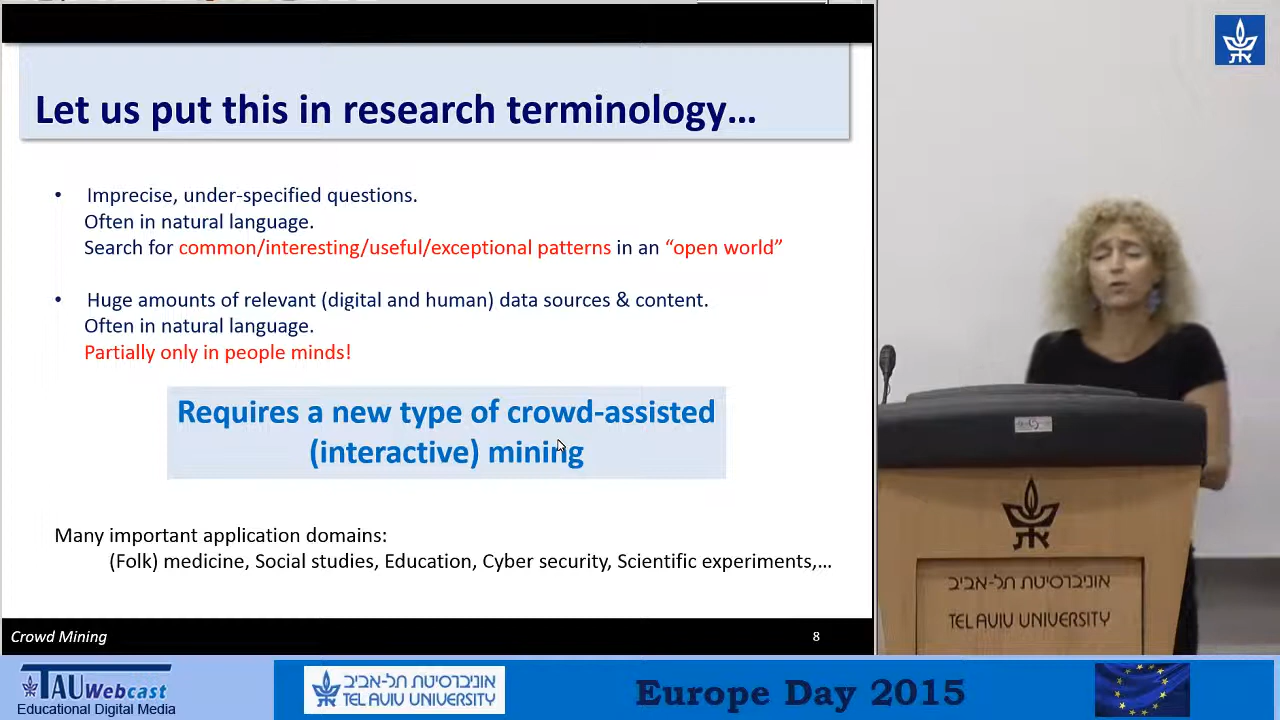 Let us put this in research terminology…
• Imprecise, under-specified questions.
Often in natural language.
Search for common/interesting/useful/exceptional patterns in an “open world”
• Huge amounts of relevant (digital and human) data sources & content.
Often in natural language.
Partially only in people minds!
Requires a new type of crowd-assisted
(interactive) mining
Many important application domains:
(Folk) medicine, Social studies, Education, Cyber security, Scientific experiments,…
Crowd Mining
8
אוניברסיטת תל-אביב
TEL AVIV UNIVERSITY
TAU Webcast
Educational Digital Media
אוניברסיטת תל-אביב
TEL AVIV UNIVERSITY
Europe Day 2015